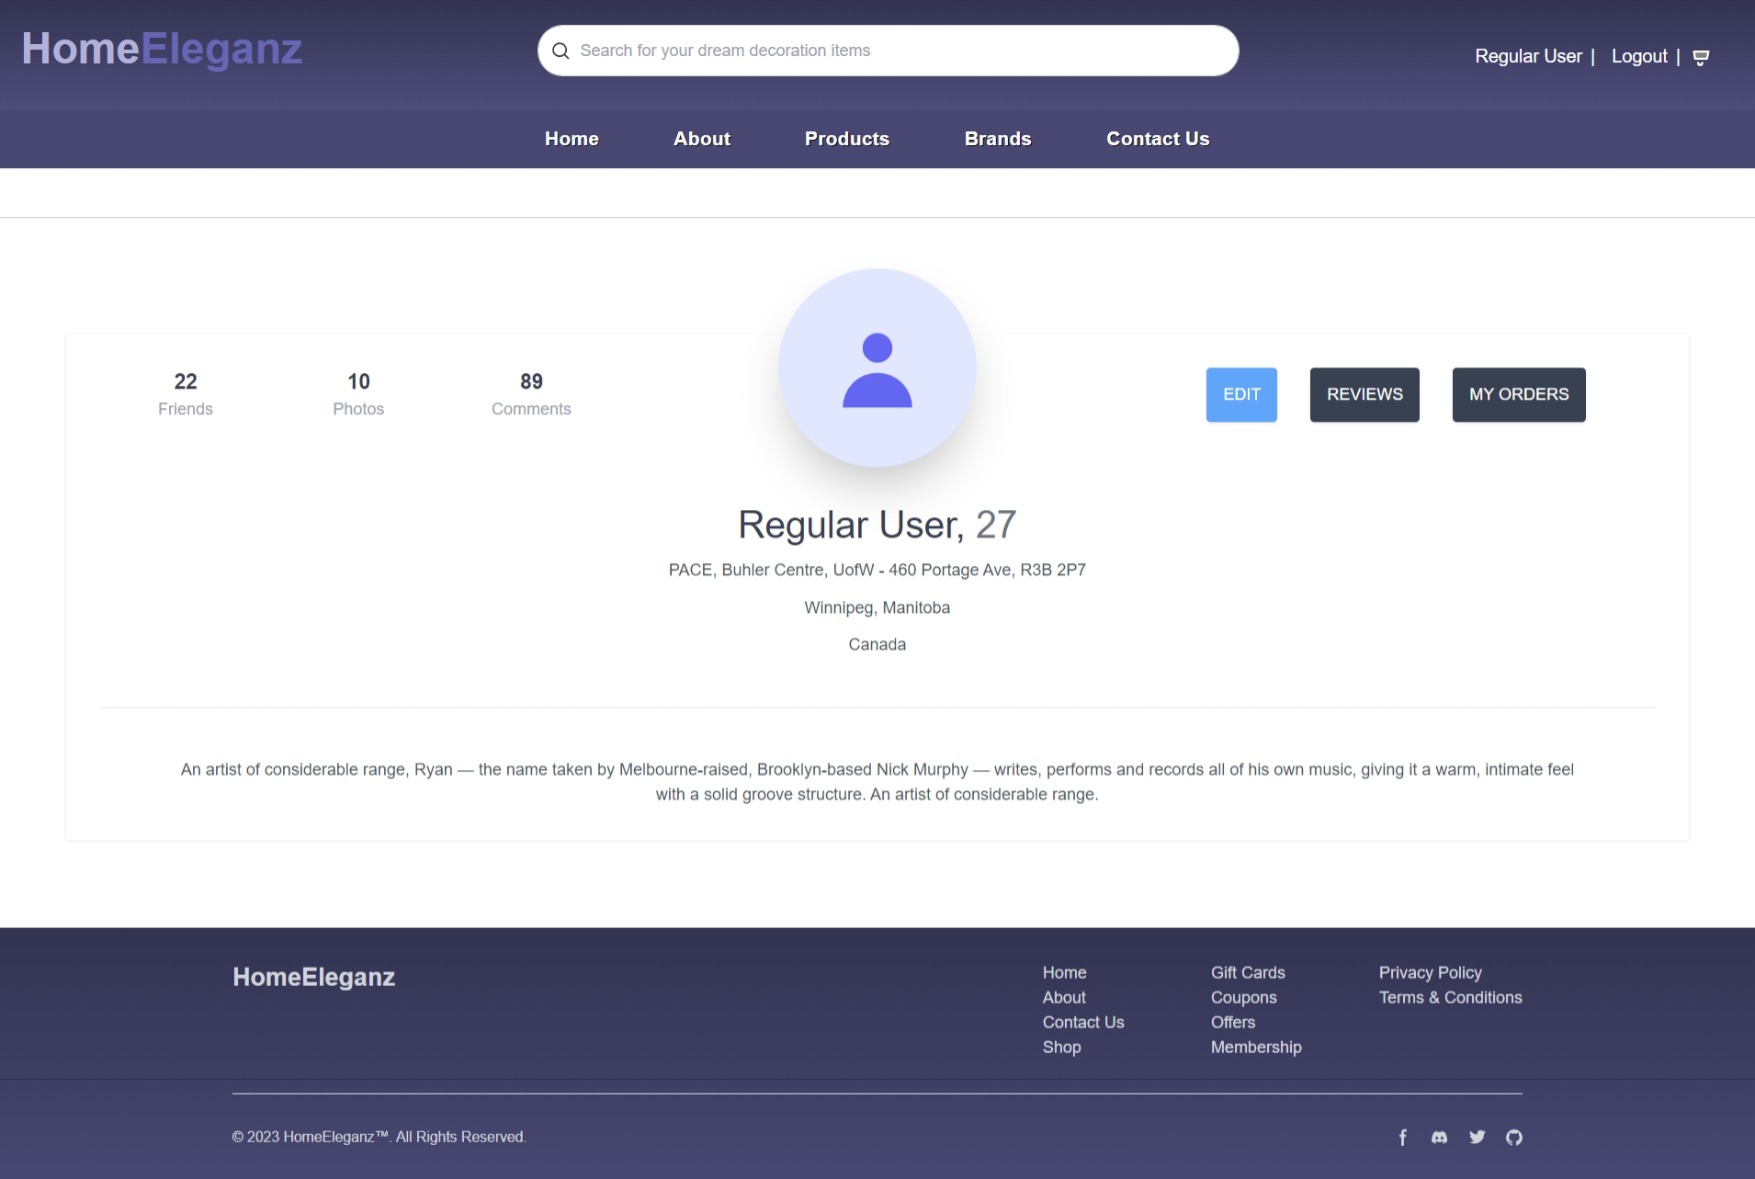 HomeEleganz
Search for your dream decoration items
Regular User | Logout |
Home About Products Brands Contact Us
22 10 89
Friends Photos Comments
EDIT REVIEWS MY ORDERS
Regular User, 27
PACE, Buhler Centre, UofW - 460 Portage Ave, R3B 2P7
Winnipeg, Manitoba
Canada
An artist of considerable range, Ryan — the name taken by Melbourne-raised, Brooklyn-based Nick Murphy — writes, performs and records all of his own music, giving it a warm, intimate feel
with a solid groove structure. An artist of considerable range.
HomeEleganz
Home
About
Contact Us
Shop
Gift Cards
Coupons
Offers
Membership
Privacy Policy
Terms & Conditions
© 2023 HomeEleganz™. All Rights Reserved.